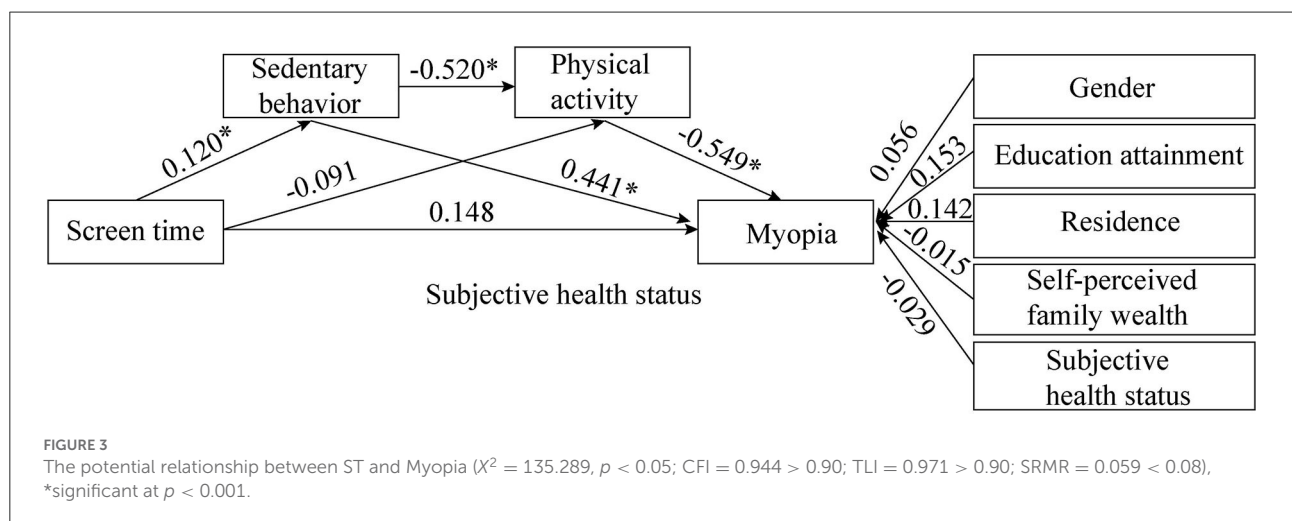 Sedentary
behavior
-0.520*
Physical
activity
Gender
0.120*
-0.091
0.441*
-0.549*
0.056
0.153
Education attainment
Screen time
0.148
Myopia
0.142
Residence
-0.015
Self-perceived
family wealth
Subjective health status
-0.029
Subjective
health status
FIGURE 3
The potential relationship between ST and Myopia (X² = 135.289, p < 0.05; CFI = 0.944 > 0.90; TLI = 0.971 > 0.90; SRMR = 0.059 < 0.08),
*significant at p < 0.001.